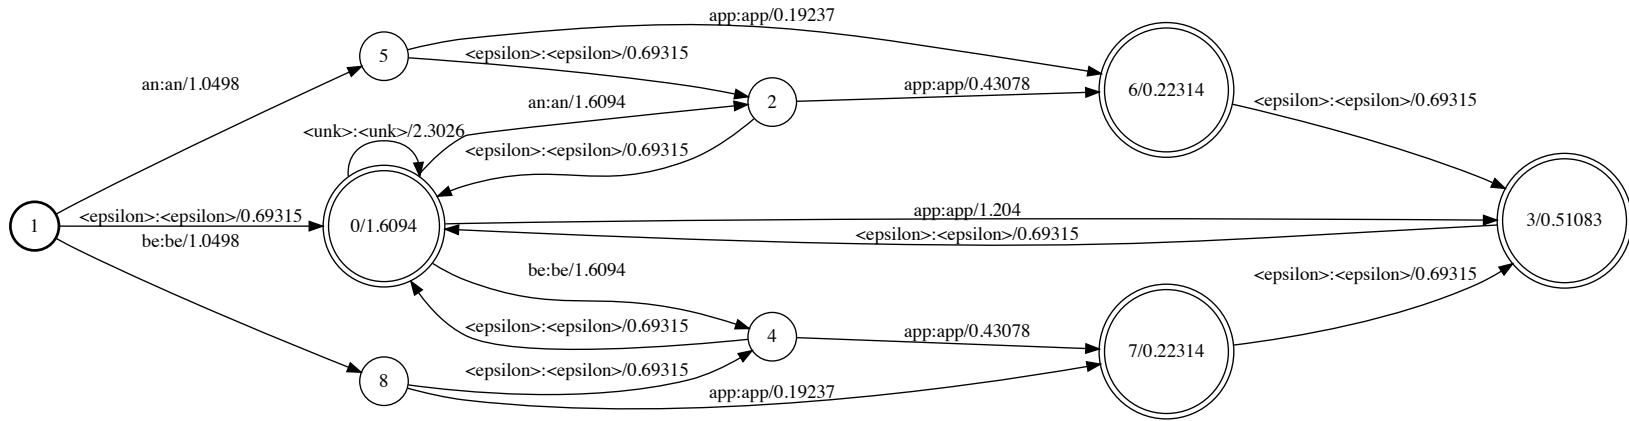 app:app/0.19237
5
<epsilon>:<epsilon>/0.69315
an:an/1.0498
app:app/0.43078
6/0.22314
<epsilon>:<epsilon>/0.69315
an:an/1.6094
2
<unk>:<unk>/2.3026
<epsilon>:<epsilon>/0.69315
1
<epsilon>:<epsilon>/0.69315
be:be/1.0498
0/1.6094
app:app/1.204
<epsilon>:<epsilon>/0.69315
3/0.51083
be:be/1.6094
<epsilon>:<epsilon>/0.69315
<epsilon>:<epsilon>/0.69315
4
app:app/0.43078
7/0.22314
8
<epsilon>:<epsilon>/0.69315
app:app/0.19237